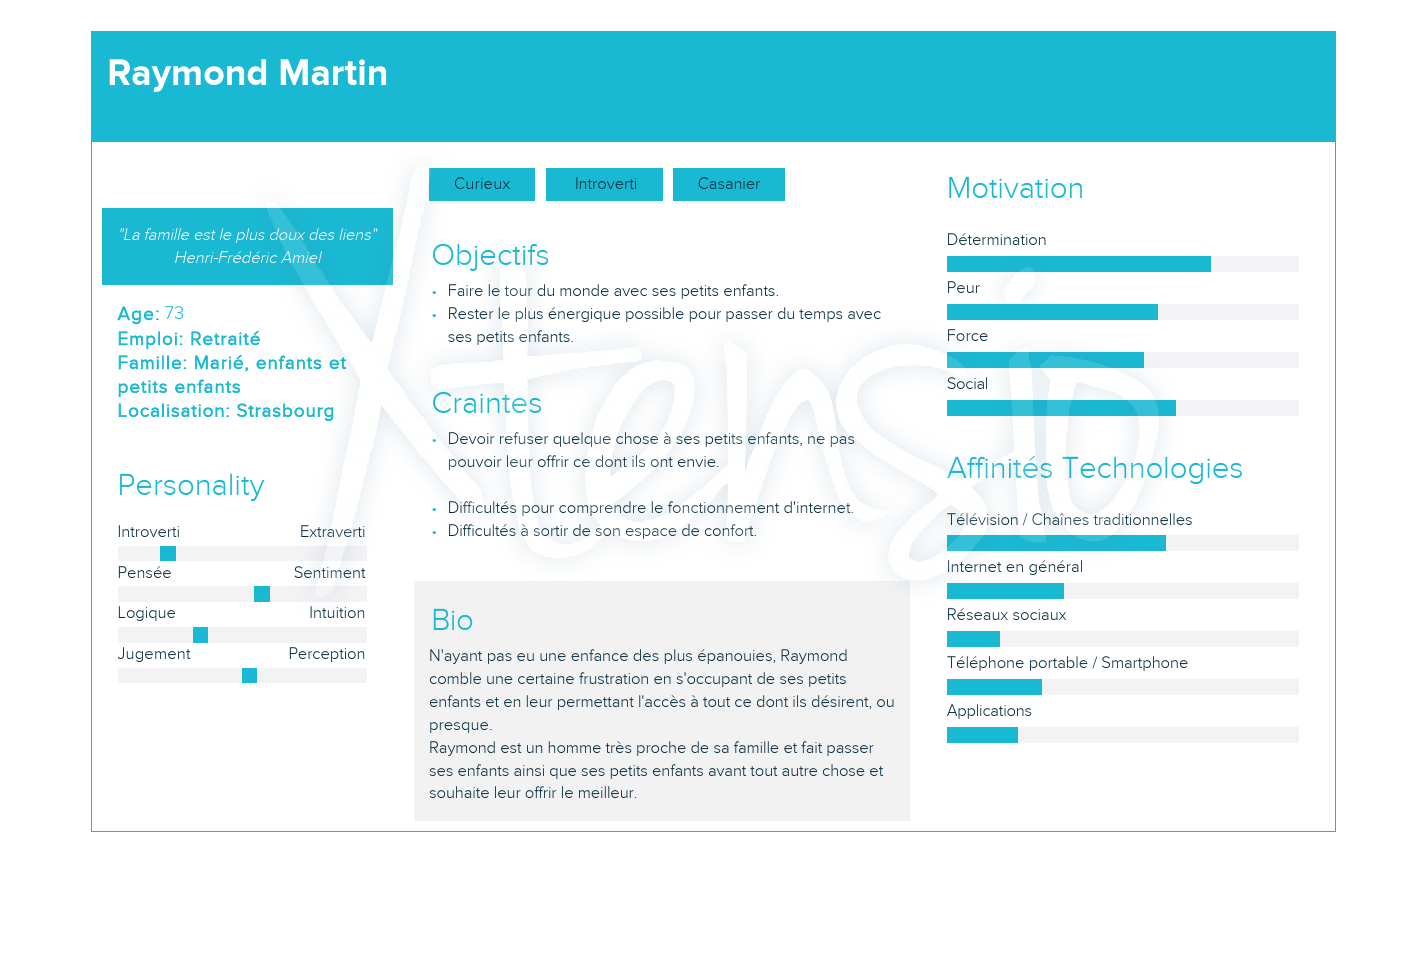 Raymond Martin
"La famille est le plus doux des liens"
Henri-Frédéric Amiel
Age: 73
Emploi: Retraité
Famille: Marié, enfants et
petits enfants
Localisation: Strasbourg
Personality
Introverti Extraverti
Pensée Sentiment
Logique Intuition
Jugement Perception
Curieux Introverti Casanier
Objectifs
• Faire le tour du monde avec ses petits enfants.
• Rester le plus énergique possible pour passer du temps avec
ses petits enfants.
Craintes
• Devoir refuser quelque chose à ses petits enfants, ne pas
pouvoir leur offrir ce dont ils ont envie.
• Difficultés pour comprendre le fonctionnement d'internet.
• Difficultés à sortir de son espace de confort.
Bio
N'ayant pas eu une enfance des plus épanouies, Raymond
comble une certaine frustration en s'occupant de ses petits
enfants et en leur permettant l'accès à tout ce dont ils désirent, ou
presque.
Raymond est un homme très proche de sa famille et fait passer
ses enfants ainsi que ses petits enfants avant tout autre chose et
souhaite leur offrir le meilleur.
Motivation
Détermination
Peur
Force
Social
Affinités Technologies
Télévision / Chaînes traditionnelles
Internet en général
Réseaux sociaux
Téléphone portable / Smartphone
Applications
Xtensio